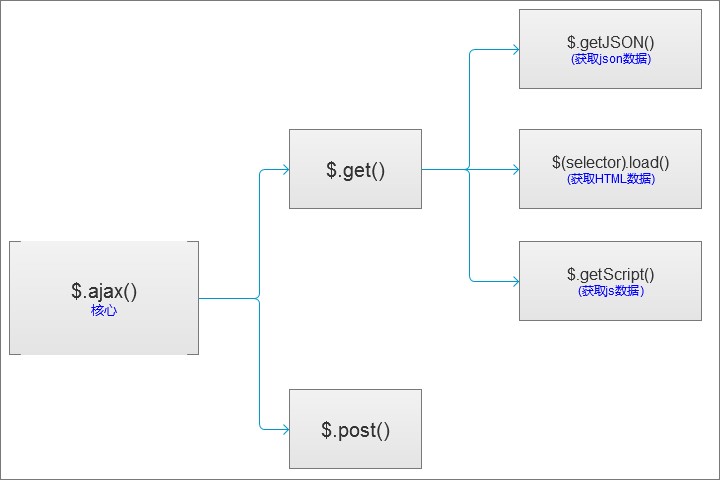 $.getJSON()
(获取json数据)
$.get()
$(selector).load()
(获取HTML数据)
$.ajax()
核心
$.getScript()
(获取js数据)
$.post()